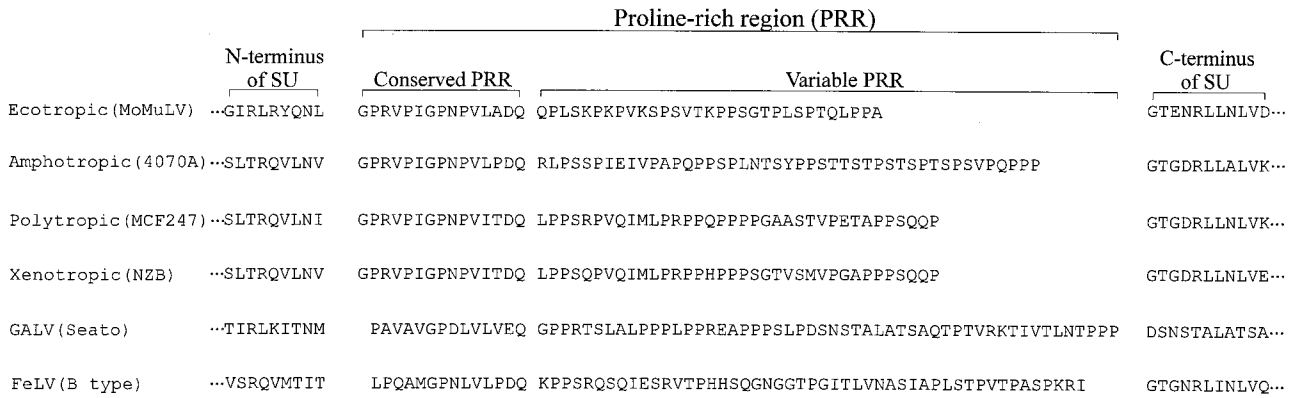 Proline-rich region (PRR)
N-terminus of SU
Conserved PRR
Variable PRR
C-terminus of SU
Ecotropic(MoMuLV) ···GIRLRYQNL GPRVPIGPNPVLADQ QPLSKPKPVKSPSVTKPPSGTPLSPTQLPPA GTENRLLNLVD···
Amphotropic(4070A) ···SLTRQVLNV GPRVPIGPNPVLPDQ RLPSSPIEIVPAPQPPSPLNTSYPPSTTSTPSTSPTSPSVPQPPP GTGDRLLALVK···
Polytropic(MCF247) ···SLTRQVLNI GPRVPIGPNPVITDQ LPPSRPVQIMLPRPPQPPPPGAASTVPETAPPSQQP GTGDRLLNLVK···
Xenotropic(NZB) ···SLTRQVLNV GPRVPIGPNPVITDQ LPPSQPVQIMLPRPPHPPPSGTVSMVPGAPPPSQQP GTGDRLLNLVE···
GALV(Seato) ···TIRLKITNM PAVAVGPDLVLVEQ GPPRTSLALPPPLPPREAPPPSLPDSNSTALATSAQTPTVRKTIVTLNTPPP DSNSTALATSA···
FeLV(B type) ···VSRQVMTIT LPQAMGPNLVLPDQ KPPSRQSQIESRVTPHHSQGNGGTPGITLVNASIAPLSTPVTPASPKRI GTGNRLINLVQ···